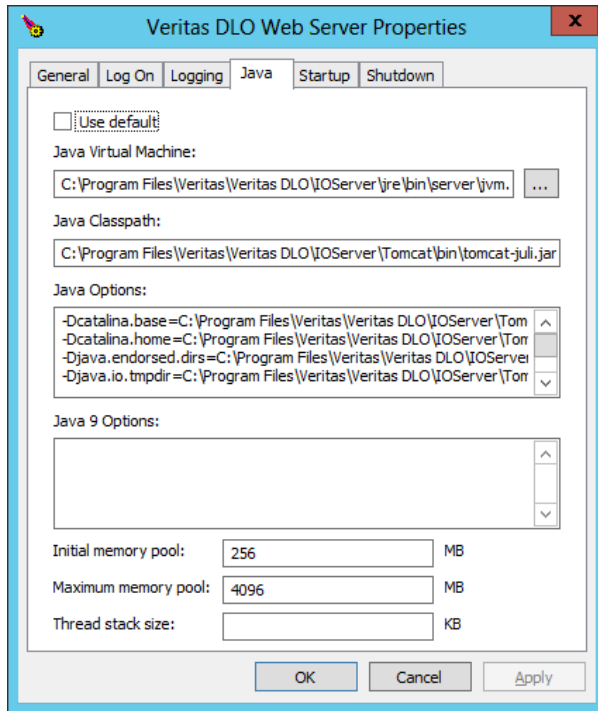 Veritas DLO Web Server Properties
x
General Log On Logging Java Startup Shutdown
Use default
Java Virtual Machine:
C:\Program Files\Veritas\Veritas DLO\IOServer\jre\bin\server\jvm.
...
Java Classpath:
C:\Program Files\Veritas\Veritas DLO\IOServer\Tomcat\bin\tomcat-juli.jar
Java Options:
-Dcatalina.base=C:\Program Files\Veritas\Veritas DLO\IOServer\Tom
-Dcatalina.home=C:\Program Files\Veritas\Veritas DLO\IOServer\Tom
-Djava.endorsed.dirs=C:\Program Files\Veritas\Veritas DLO\IOServer
-Djava.io.tmpdir=C:\Program Files\Veritas\Veritas DLO\IOServer\Tom
Java 9 Options:
Initial memory pool: 256 MB
Maximum memory pool: 4096 MB
Thread stack size: KB
OK Cancel Apply